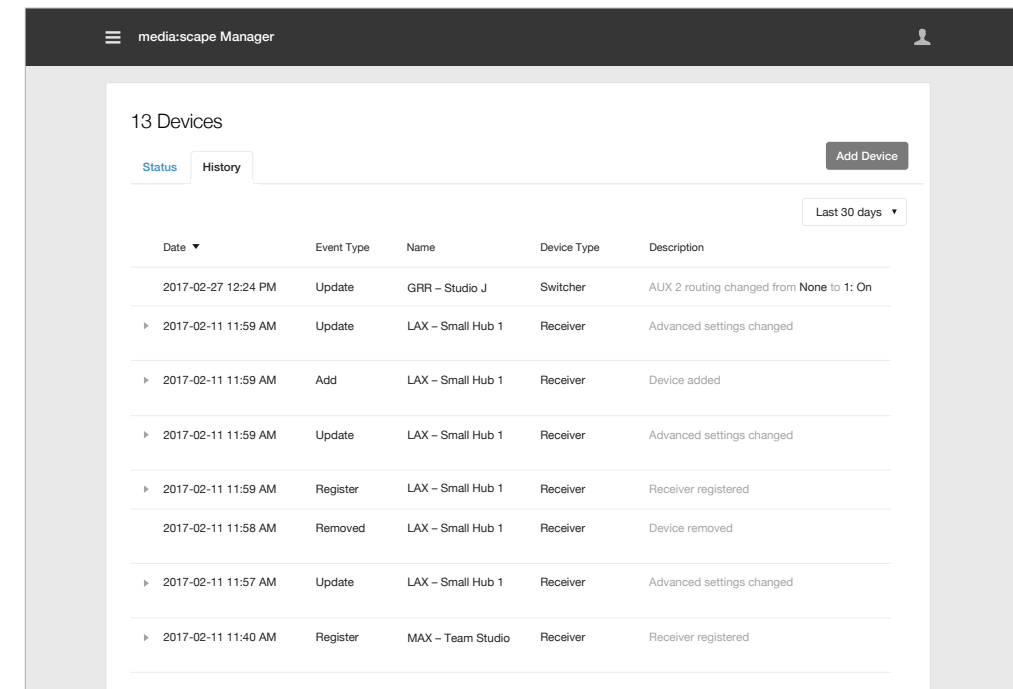 media:scape Manager
13 Devices
Status History
Add Device
Last 30 days
Date Event Type Name Device Type Description
2017-02-27 12:24 PM Update GRR – Studio J Switcher AUX 2 routing changed from None to 1: On
2017-02-11 11:59 AM Update LAX – Small Hub 1 Receiver Advanced settings changed
2017-02-11 11:59 AM Add LAX – Small Hub 1 Receiver Device added
2017-02-11 11:59 AM Update LAX – Small Hub 1 Receiver Advanced settings changed
2017-02-11 11:59 AM Register LAX – Small Hub 1 Receiver Receiver registered
2017-02-11 11:58 AM Removed LAX – Small Hub 1 Receiver Device removed
2017-02-11 11:57 AM Update LAX – Small Hub 1 Receiver Advanced settings changed
2017-02-11 11:40 AM Register MAX – Team Studio Receiver Receiver registered